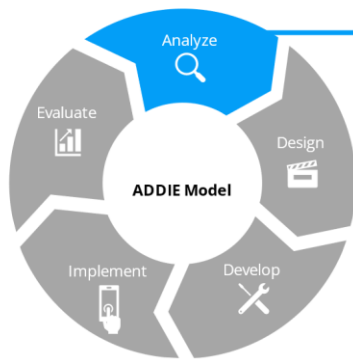 Analyze
Evaluate
Design
ADDIE Model
Implement
Develop